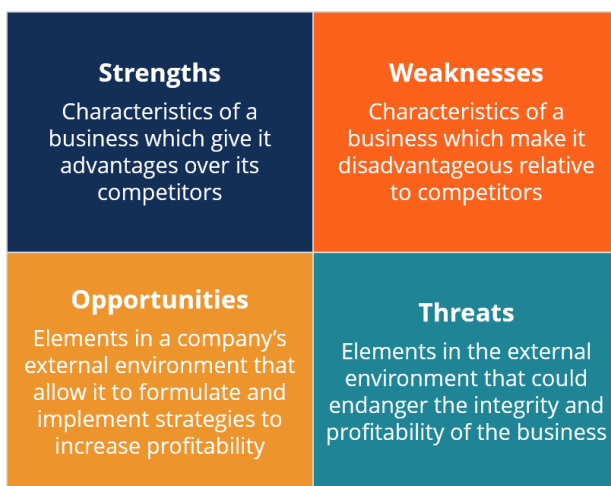 Strengths
Characteristics of a
business which give it
advantages over its
competitors
Weaknesses
Characteristics of a
business which make it
disadvantageous relative
to competitors
Opportunities
Elements in a company's
external environment that
allow it to formulate and
implement strategies to
increase profitability
Threats
Elements in the external
environment that could
endanger the integrity and
profitability of the business